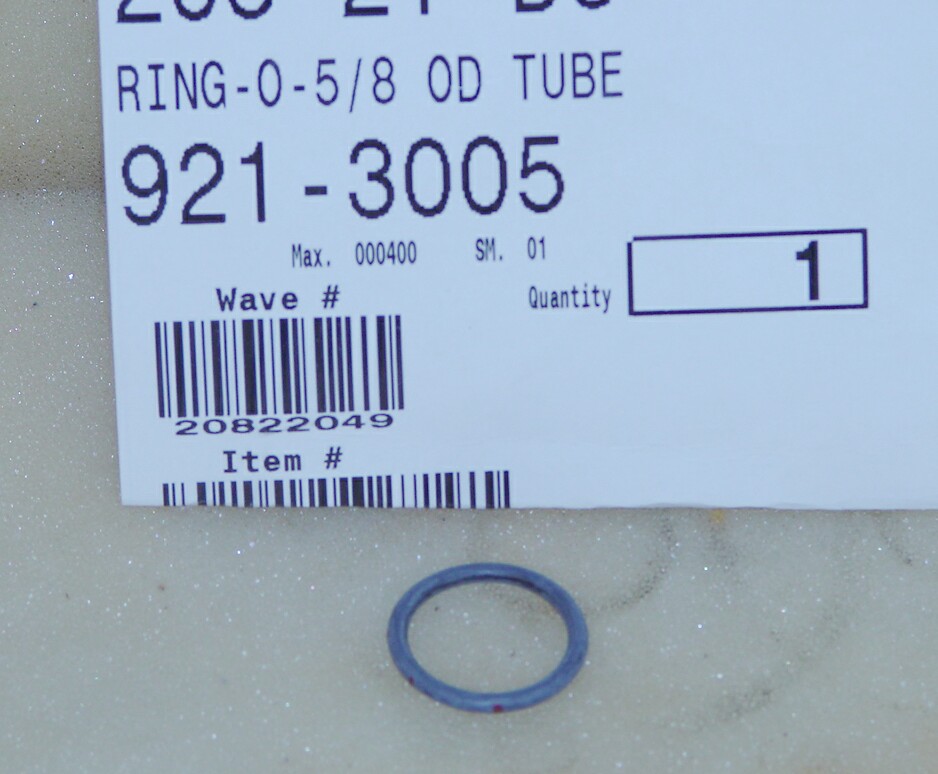 RING-O-5/8 OD TUBE
921-3005
Max. 000400 SM. 01
Quantity 1
Wave #
20822049
Item #